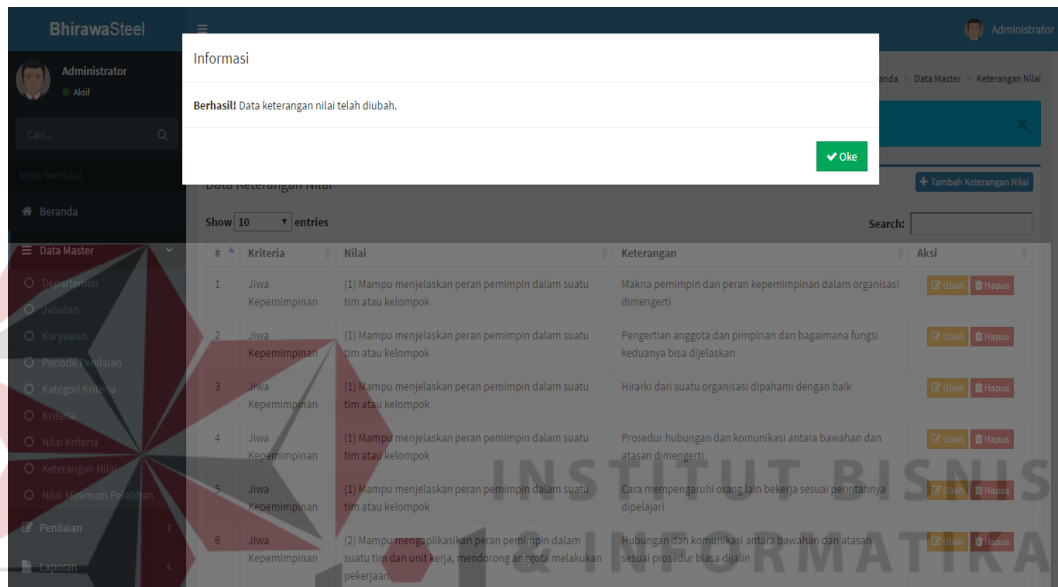 BhirawaSteel
Administrator
Informasi
Administrator
Aktif
anda > Data Master > Keterangan Nilai
Berhasil! Data keterangan nilai telah diubah.
Cari...
Oke
MENU NAVIGASI
Data Keterangan Nilai
+ Tambah Keterangan Nilai
Beranda
Show 10 entries
Search:
Data Master
# Kriteria Nilai Keterangan Aksi
Departemen
Jabatan
Karyawan
Periode Penilaian
Kategori Kriteria
Kriteria
Nilai Kriteria
Keterangan Nilai
Nilai Minimum Pelatihan
Penilaian
Laporan
1 Jiwa Kepemimpinan
(1) Mampu menjelaskan peran pemimpin dalam suatu
tim atau kelompok
Makna pemimpin dan peran kepemimpinan dalam organisasi
dimengerti
Ubah Hapus
2 Jiwa Kepemimpinan
(1) Mampu menjelaskan peran pemimpin dalam suatu
tim atau kelompok
Pengertian anggota dan pimpinan dan bagaimana fungsi
keduanya bisa dijelaskan
Ubah Hapus
3 Jiwa Kepemimpinan
(1) Mampu menjelaskan peran pemimpin dalam suatu
tim atau kelompok
Hirarki dari suatu organisasi dipahami dengan baik
Ubah Hapus
4 Jiwa Kepemimpinan
(1) Mampu menjelaskan peran pemimpin dalam suatu
tim atau kelompok
Prosedur hubungan dan komunikasi antara bawahan dan
atasan dimengerti
Ubah Hapus
5 Jiwa Kepemimpinan
(1) Mampu menjelaskan peran pemimpin dalam suatu
tim atau kelompok
Cara mempengaruhi orang lain bekerja sesuai perintahnya
dipelajari
Ubah Hapus
6 Jiwa Kepemimpinan
(2) Mampu mengaplikasikan peran pemimpin dalam
suatu tim dan unit kerja, mendorong anggota melakukan
pekerjaan.
Hubungan dan komunikasi antara bawahan dan atasan
sesuai prosedur biasa dijalin
Ubah Hapus
INSTITUT BISNIS
& INFORMATIKA